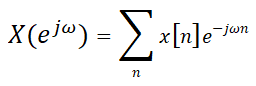 X(e^{jω}) = ∑_n x[n]e^{-jωn}